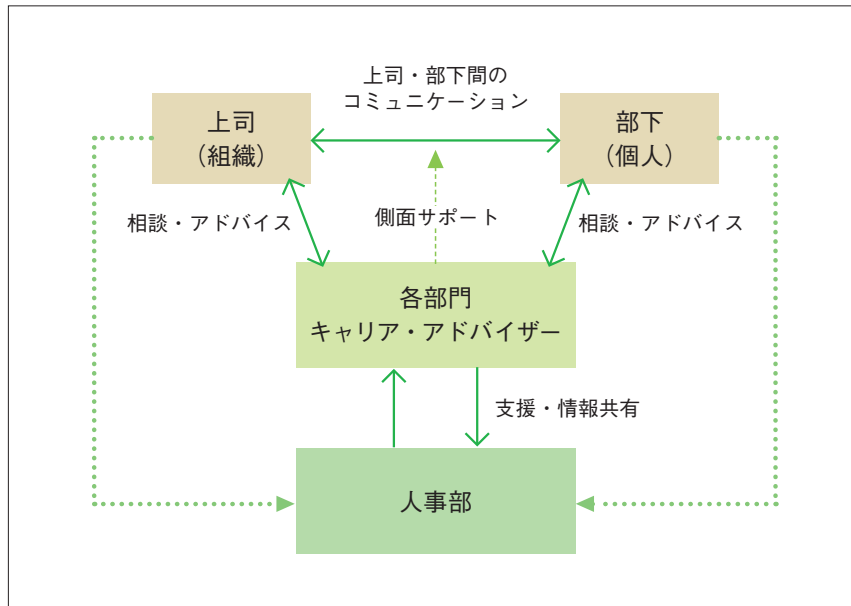 上司・部下間の
コミュニケーション
上司
（組織）
部下
（個人）
相談・アドバイス
側面サポート
相談・アドバイス
各部門
キャリア・アドバイザー
支援・情報共有
人事部